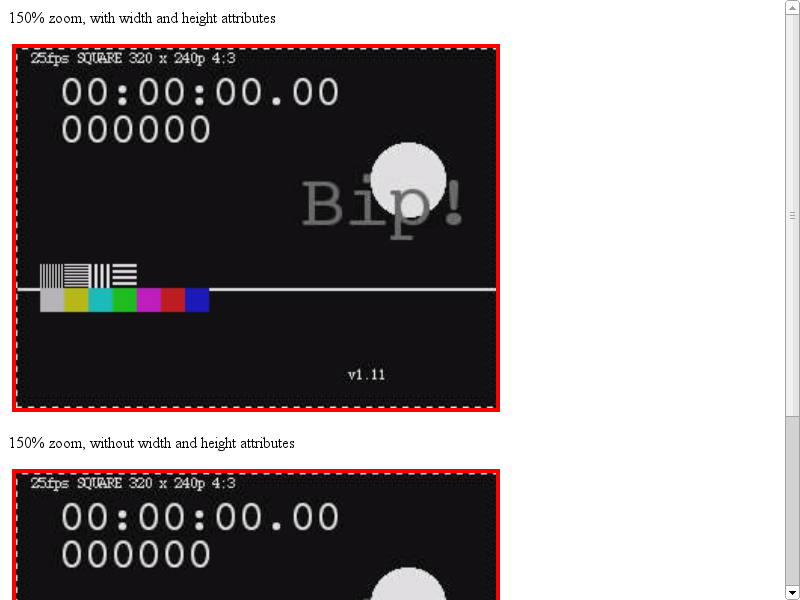 150% zoom, with width and height attributes
25fps SQUARE 320 x 240p 4:3
00:00:00.00
000000
Bip!
v1.11
150% zoom, without width and height attributes
25fps SQUARE 320 x 240p 4:3
00:00:00.00
000000